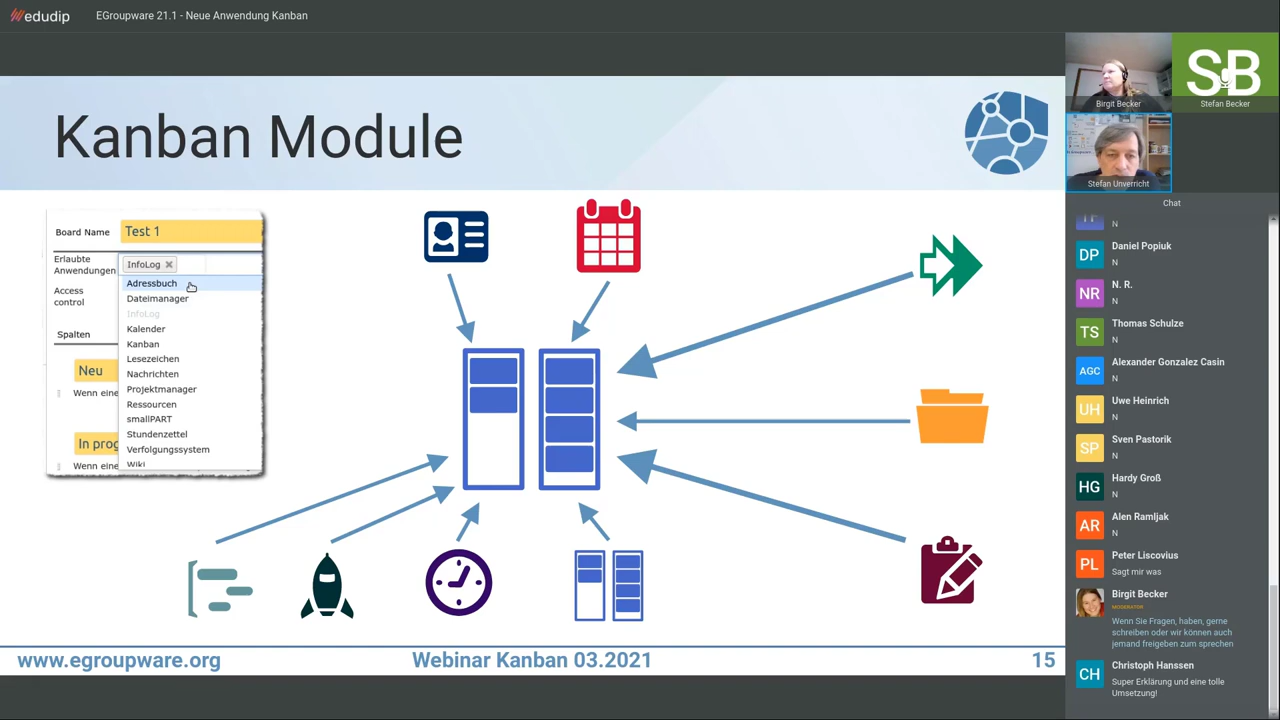 edudip
EGroupware 21.1 - Neue Anwendung Kanban
Kanban Module
Board Name
Test 1
Erlaubte
Anwendungen
InfoLog
Access
control
Adressbuch
Dateimanager
InfoLog
Kalender
Kanban
Lesezeichen
Nachrichten
Projektmanager
Ressourcen
smallPART
Stundenzettel
Verfolgungssystem
Wiki
Spalten
Neu
Wenn eine
In prog
Wenn eine
www.egroupware.org
Webinar Kanban 03.2021
15
Birgit Becker
SB
Stefan Becker
Stefan Unverricht
Chat
N
DP
Daniel Popiuk
N
NR
N. R.
N
TS
Thomas Schulze
N
AGC
Alexander Gonzalez Casin
N
UH
Uwe Heinrich
N
SP
Sven Pastorik
N
HG
Hardy Groß
N
AR
Alen Ramljak
N
PL
Peter Liscovius
Sagt mir was
Birgit Becker
MODERATOR
Wenn Sie Fragen, haben, gerne
schreiben oder wir können auch
jemand freigeben zum sprechen
CH
Christoph Hanssen
Super Erklärung und eine tolle
Umsetzung!